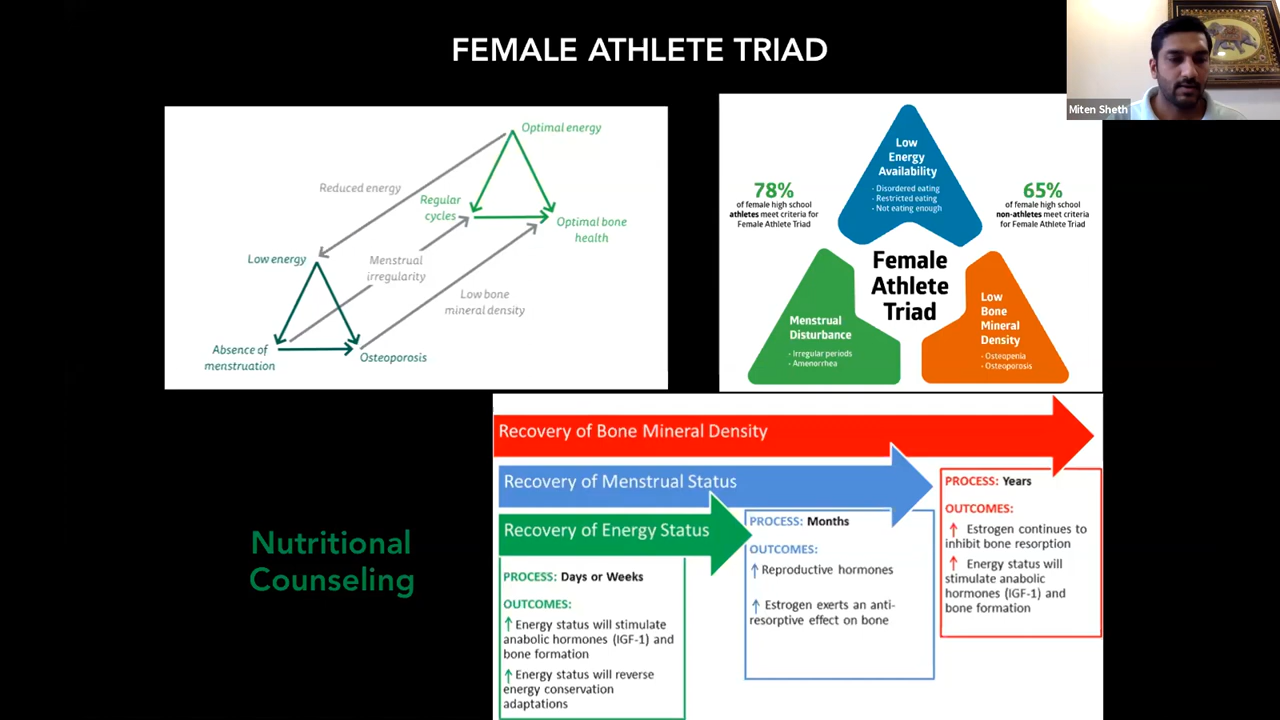 FEMALE ATHLETE TRIAD
Miten Sheth
Optimal energy
Reduced energy
Regular
cycles
Optimal bone
health
Low energy
Menstrual
irregularity
Low bone
mineral density
Absence of
menstruation
Osteoporosis
Low
Energy
Availability
- Disordered eating
- Restricted eating
- Not eating enough
78%
of female high school
athletes meet criteria for
Female Athlete Triad
65%
of female high school
non-athletes meet criteria
for Female Athlete Triad
Female
Athlete
Triad
Menstrual
Disturbance
- Irregular periods
- Amenorrhea
Low
Bone
Mineral
Density
- Osteopenia
- Osteoporosis
Nutritional
Counseling
Recovery of Bone Mineral Density
Recovery of Menstrual Status
Recovery of Energy Status
PROCESS: Days or Weeks
OUTCOMES:
↑ Energy status will stimulate
anabolic hormones (IGF-1) and
bone formation
↑ Energy status will reverse
energy conservation
adaptations
PROCESS: Months
OUTCOMES:
↑ Reproductive hormones
↑ Estrogen exerts an anti-
resorptive effect on bone
PROCESS: Years
OUTCOMES:
↑ Estrogen continues to
inhibit bone resorption
↑ Energy status will
stimulate anabolic
hormones (IGF-1) and
bone formation